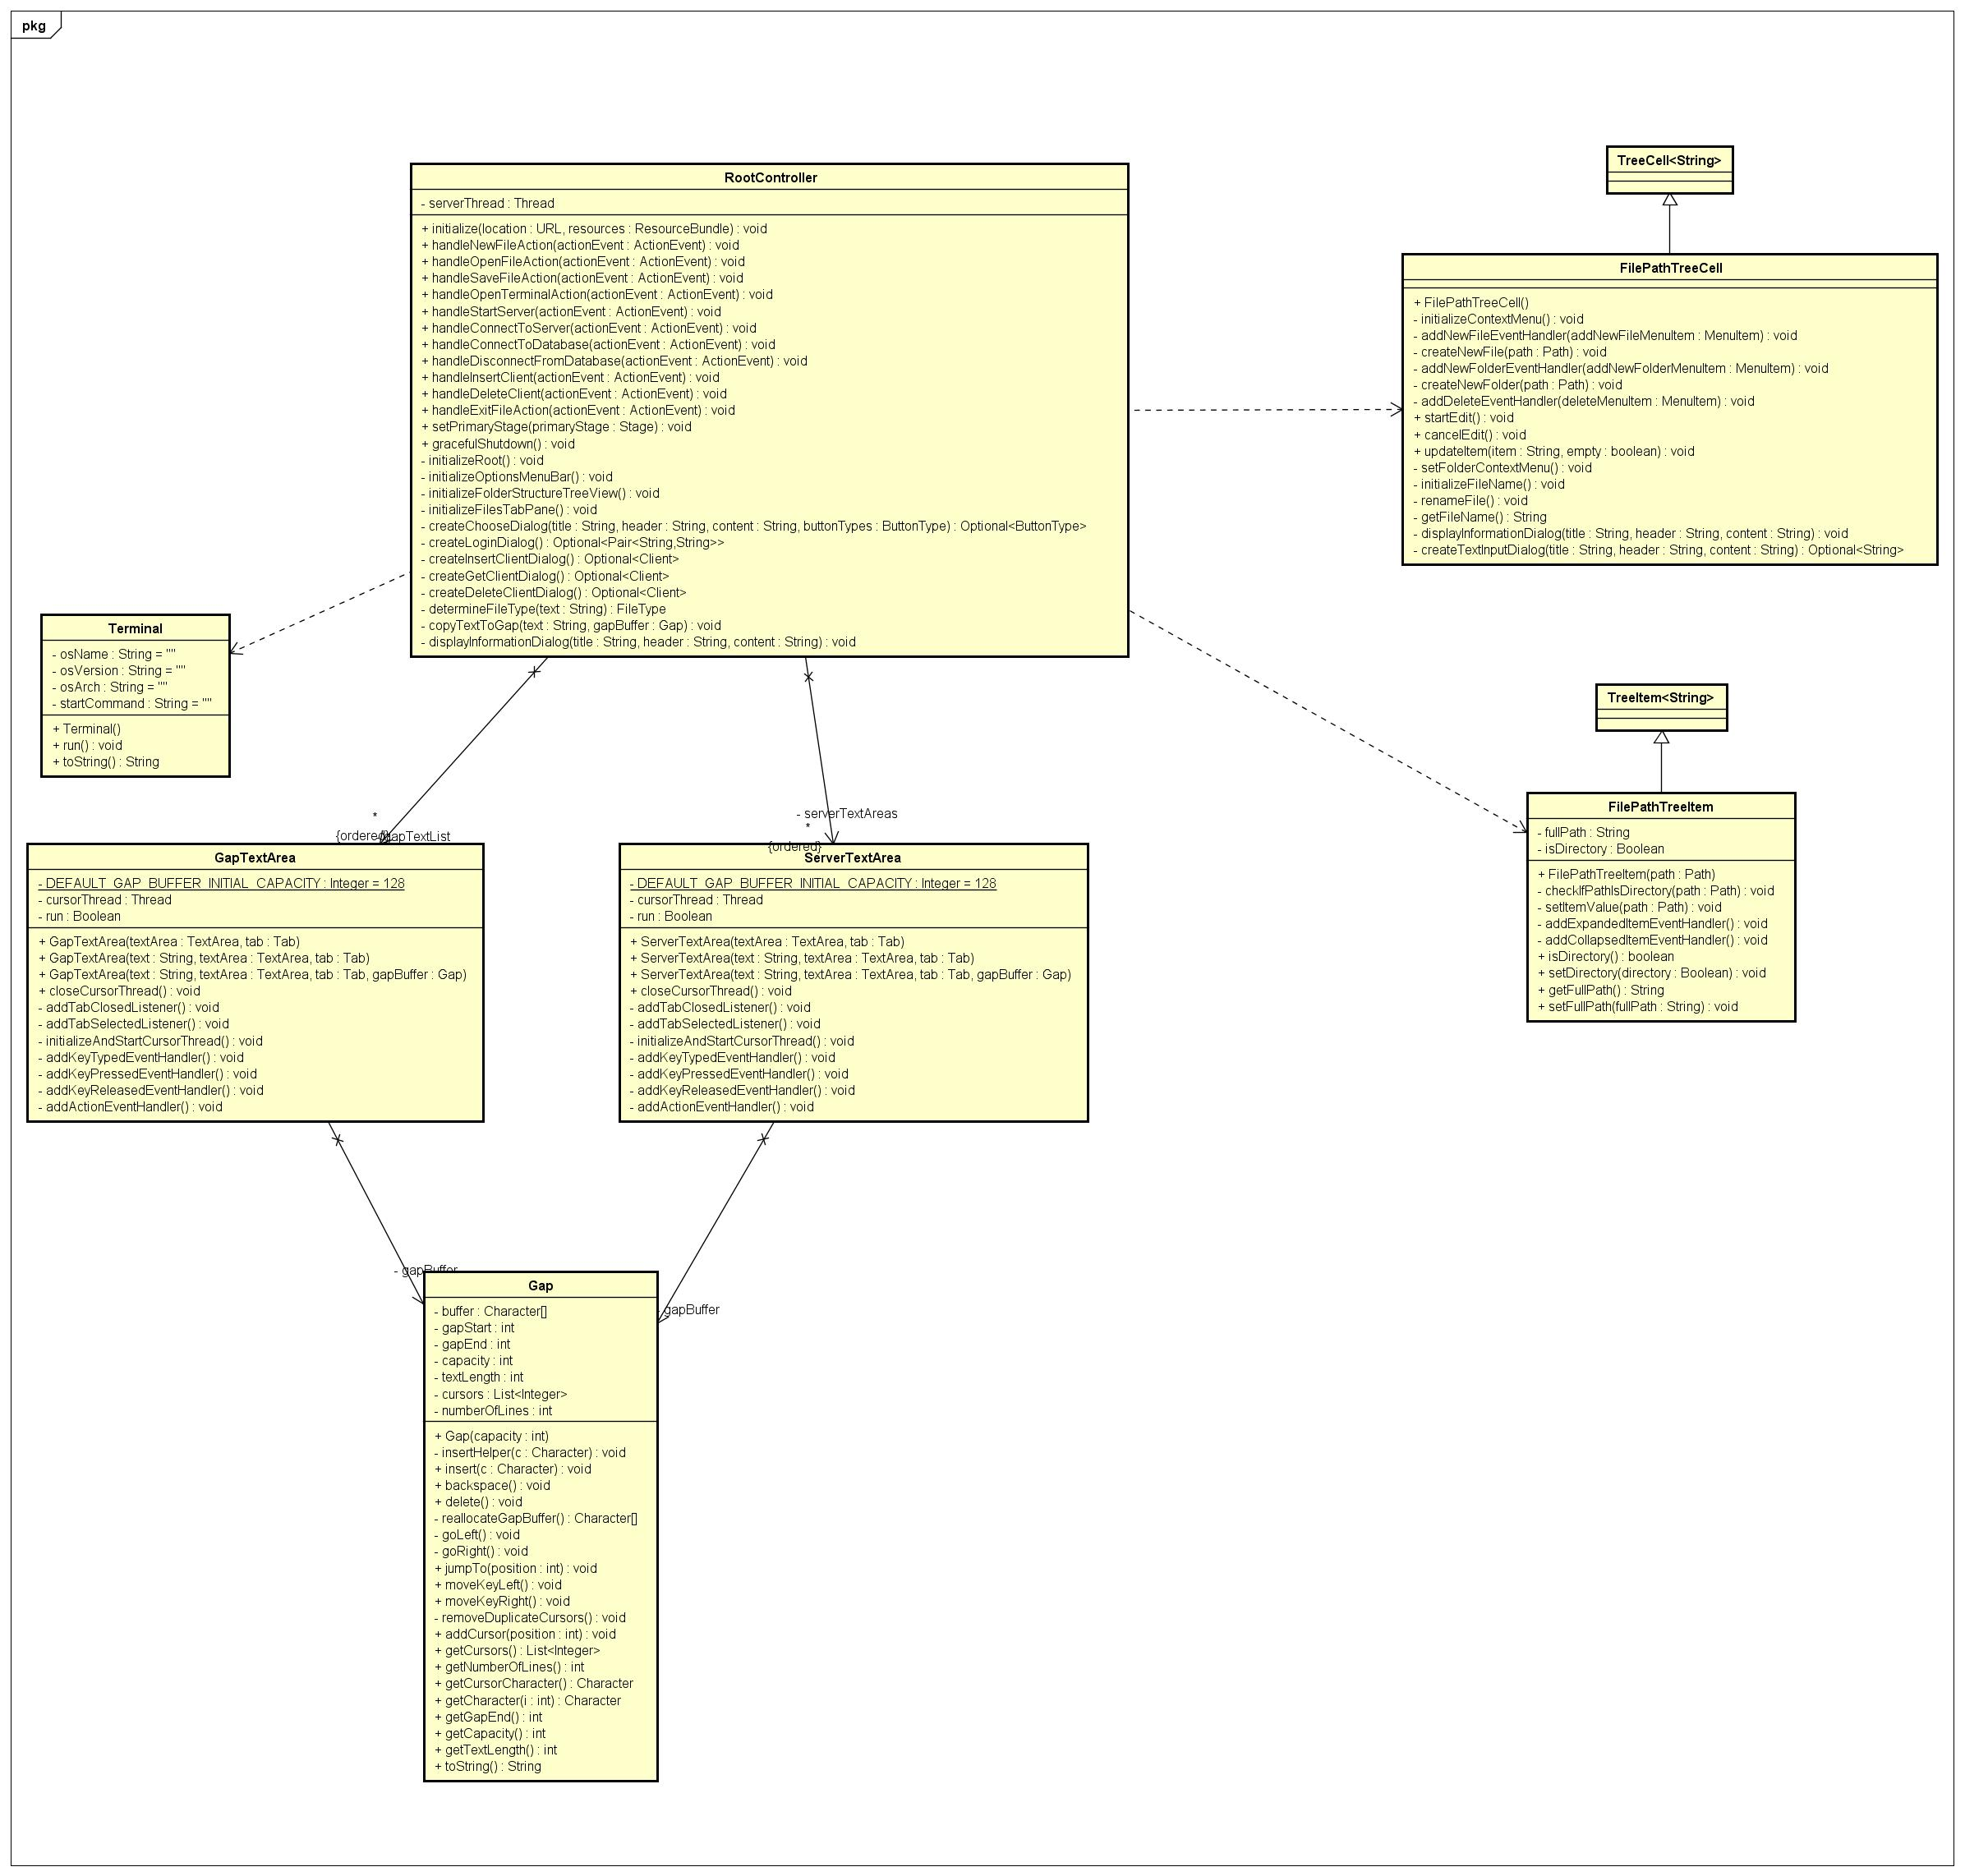 pkg
RootController
- serverThread : Thread
+ initialize(location : URL, resources : ResourceBundle) : void
+ handleNewFileAction(actionEvent : ActionEvent) : void
+ handleOpenFileAction(actionEvent : ActionEvent) : void
+ handleSaveFileAction(actionEvent : ActionEvent) : void
+ handleOpenTerminalAction(actionEvent : ActionEvent) : void
+ handleStartServer(actionEvent : ActionEvent) : void
+ handleConnectToServer(actionEvent : ActionEvent) : void
+ handleConnectToDatabase(actionEvent : ActionEvent) : void
+ handleDisconnectFromDatabase(actionEvent : ActionEvent) : void
+ handleInsertClient(actionEvent : ActionEvent) : void
+ handleDeleteClient(actionEvent : ActionEvent) : void
+ handleExitFileAction(actionEvent : ActionEvent) : void
+ setPrimaryStage(primaryStage : Stage) : void
+ gracefulShutdown() : void
- initializeRoot() : void
- initializeOptionsMenuBar() : void
- initializeFolderStructureTreeView() : void
- initializeFilesTabPane() : void
- createChooseDialog(title : String, header : String, content : String, buttonTypes : ButtonType) : Optional<ButtonType>
- createLoginDialog() : Optional<Pair<String,String>>
- createInsertClientDialog() : Optional<Client>
- createGetClientDialog() : Optional<Client>
- createDeleteClientDialog() : Optional<Client>
- determineFileType(text : String) : FileType
- copyTextToGap(text : String, gapBuffer : Gap) : void
- displayInformationDialog(title : String, header : String, content : String) : void
TreeCell<String>
FilePathTreeCell
+ FilePathTreeCell()
- initializeContextMenu() : void
- addNewFileEventHandler(addNewFileMenuItem : MenuItem) : void
- createNewFile(path : Path) : void
- addNewFolderEventHandler(addNewFolderMenuItem : MenuItem) : void
- createNewFolder(path : Path) : void
- addDeleteEventHandler(deleteMenuItem : MenuItem) : void
+ startEdit() : void
+ cancelEdit() : void
+ updateItem(item : String, empty : boolean) : void
- setFolderContextMenu() : void
- initializeFileName() : void
- renameFile() : void
- getFileName() : String
- displayInformationDialog(title : String, header : String, content : String) : void
- createTextInputDialog(title : String, header : String, content : String) : Optional<String>
Terminal
- osName : String = ""
- osVersion : String = ""
- osArch : String = ""
- startCommand : String = ""
+ Terminal()
+ run() : void
+ toString() : String
TreeItem<String>
FilePathTreeItem
- fullPath : String
- isDirectory : Boolean
+ FilePathTreeItem(path : Path)
- checkIfPathIsDirectory(path : Path) : void
- setItemValue(path : Path) : void
- addExpandedItemEventHandler() : void
- addCollapsedItemEventHandler() : void
+ isDirectory() : boolean
+ setDirectory(directory : Boolean) : void
+ getFullPath() : String
+ setFullPath(fullPath : String) : void
*
{ordered}
gapTextList
- serverTextAreas
*
{ordered}
GapTextArea
- DEFAULT_GAP_BUFFER_INITIAL_CAPACITY : Integer = 128
- cursorThread : Thread
- run : Boolean
+ GapTextArea(textArea : TextArea, tab : Tab)
+ GapTextArea(text : String, textArea : TextArea, tab : Tab)
+ GapTextArea(text : String, textArea : TextArea, tab : Tab, gapBuffer : Gap)
+ closeCursorThread() : void
- addTabClosedListener() : void
- addTabSelectedListener() : void
- initializeAndStartCursorThread() : void
- addKeyTypedEventHandler() : void
- addKeyPressedEventHandler() : void
- addKeyReleasedEventHandler() : void
- addActionEventHandler() : void
ServerTextArea
- DEFAULT_GAP_BUFFER_INITIAL_CAPACITY : Integer = 128
- cursorThread : Thread
- run : Boolean
+ ServerTextArea(textArea : TextArea, tab : Tab)
+ ServerTextArea(text : String, textArea : TextArea, tab : Tab)
+ ServerTextArea(text : String, textArea : TextArea, tab : Tab, gapBuffer : Gap)
+ closeCursorThread() : void
- addTabClosedListener() : void
- addTabSelectedListener() : void
- initializeAndStartCursorThread() : void
- addKeyTypedEventHandler() : void
- addKeyPressedEventHandler() : void
- addKeyReleasedEventHandler() : void
- addActionEventHandler() : void
- gapBuffer
- gapBuffer
Gap
- buffer : Character[]
- gapStart : int
- gapEnd : int
- capacity : int
- textLength : int
- cursors : List<Integer>
- numberOfLines : int
+ Gap(capacity : int)
- insertHelper(c : Character) : void
+ insert(c : Character) : void
+ backspace() : void
+ delete() : void
- reallocateGapBuffer() : Character[]
- goLeft() : void
- goRight() : void
+ jumpTo(position : int) : void
+ moveKeyLeft() : void
+ moveKeyRight() : void
- removeDuplicateCursors() : void
+ addCursor(position : int) : void
+ getCursors() : List<Integer>
+ getNumberOfLines() : int
+ getCursorCharacter() : Character
+ getCharacter(i : int) : Character
+ getGapEnd() : int
+ getCapacity() : int
+ getTextLength() : int
+ toString() : String